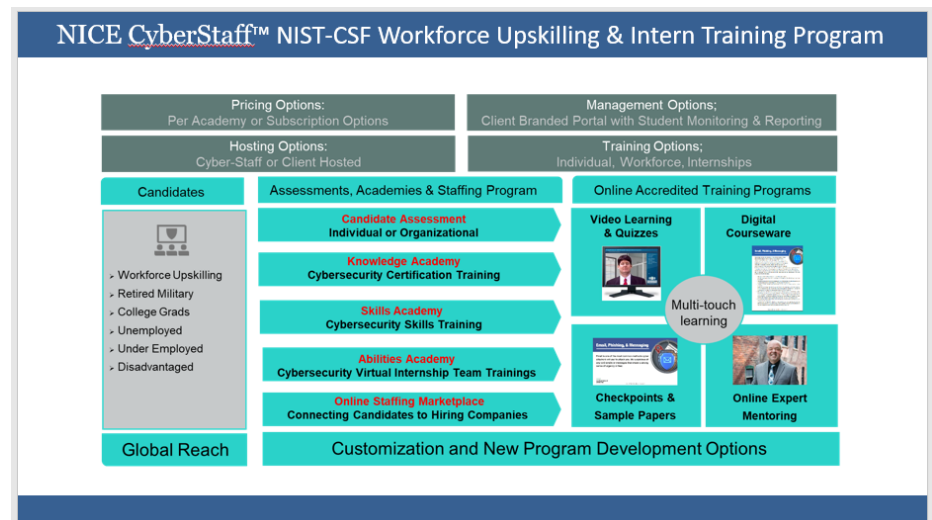 NICE CyberStaff™ NIST-CSF Workforce Upskilling & Intern Training Program
Pricing Options:
Per Academy or Subscription Options
Management Options;
Client Branded Portal with Student Monitoring & Reporting
Hosting Options:
Cyber-Staff or Client Hosted
Training Options;
Individual, Workforce, Internships
Candidates
Workforce Upskilling
Retired Military
College Grads
Unemployed
Under Employed
Disadvantaged
Global Reach
Assessments, Academies & Staffing Program
Candidate Assessment
Individual or Organizational
Knowledge Academy
Cybersecurity Certification Training
Skills Academy
Cybersecurity Skills Training
Abilities Academy
Cybersecurity Virtual Internship Team Trainings
Online Staffing Marketplace
Connecting Candidates to Hiring Companies
Online Accredited Training Programs
Video Learning
& Quizzes
Digital
Courseware
Multi-touch
learning
Email, Phishing, & Messaging
Checkpoints &
Sample Papers
Online Expert
Mentoring
Customization and New Program Development Options